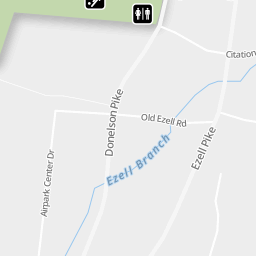 Citation
Donelson Pike
Old Ezell Rd
Ezell Pike
Ezell Branch
Airpark Center Dr